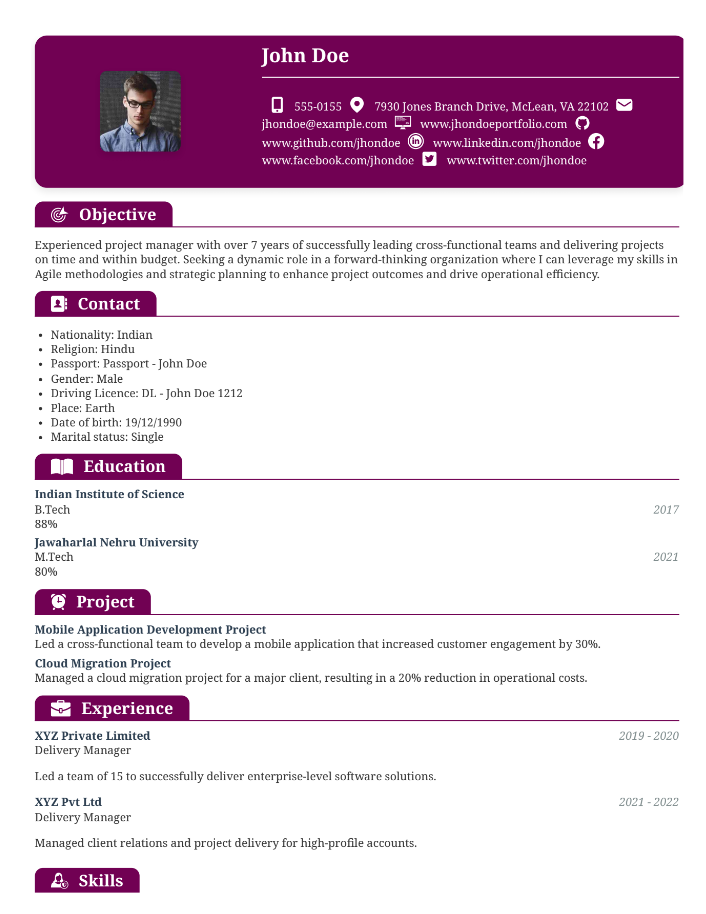 John Doe
555-0155 7930 Jones Branch Drive, McLean, VA 22102
jhondoe@example.com www.jhondoeportfolio.com
www.github.com/jhondoe www.linkedin.com/jhondoe
www.facebook.com/jhondoe www.twitter.com/jhondoe
Objective
Experienced project manager with over 7 years of successfully leading cross-functional teams and delivering projects
on time and within budget. Seeking a dynamic role in a forward-thinking organization where I can leverage my skills in
Agile methodologies and strategic planning to enhance project outcomes and drive operational efficiency.
Contact
• Nationality: Indian
• Religion: Hindu
• Passport: Passport - John Doe
• Gender: Male
• Driving Licence: DL - John Doe 1212
• Place: Earth
• Date of birth: 19/12/1990
• Marital status: Single
Education
Indian Institute of Science
B.Tech 2017
88%
Jawaharlal Nehru University
M.Tech 2021
80%
Project
Mobile Application Development Project
Led a cross-functional team to develop a mobile application that increased customer engagement by 30%.
Cloud Migration Project
Managed a cloud migration project for a major client, resulting in a 20% reduction in operational costs.
Experience
XYZ Private Limited 2019 - 2020
Delivery Manager
Led a team of 15 to successfully deliver enterprise-level software solutions.
XYZ Pvt Ltd 2021 - 2022
Delivery Manager
Managed client relations and project delivery for high-profile accounts.
Skills